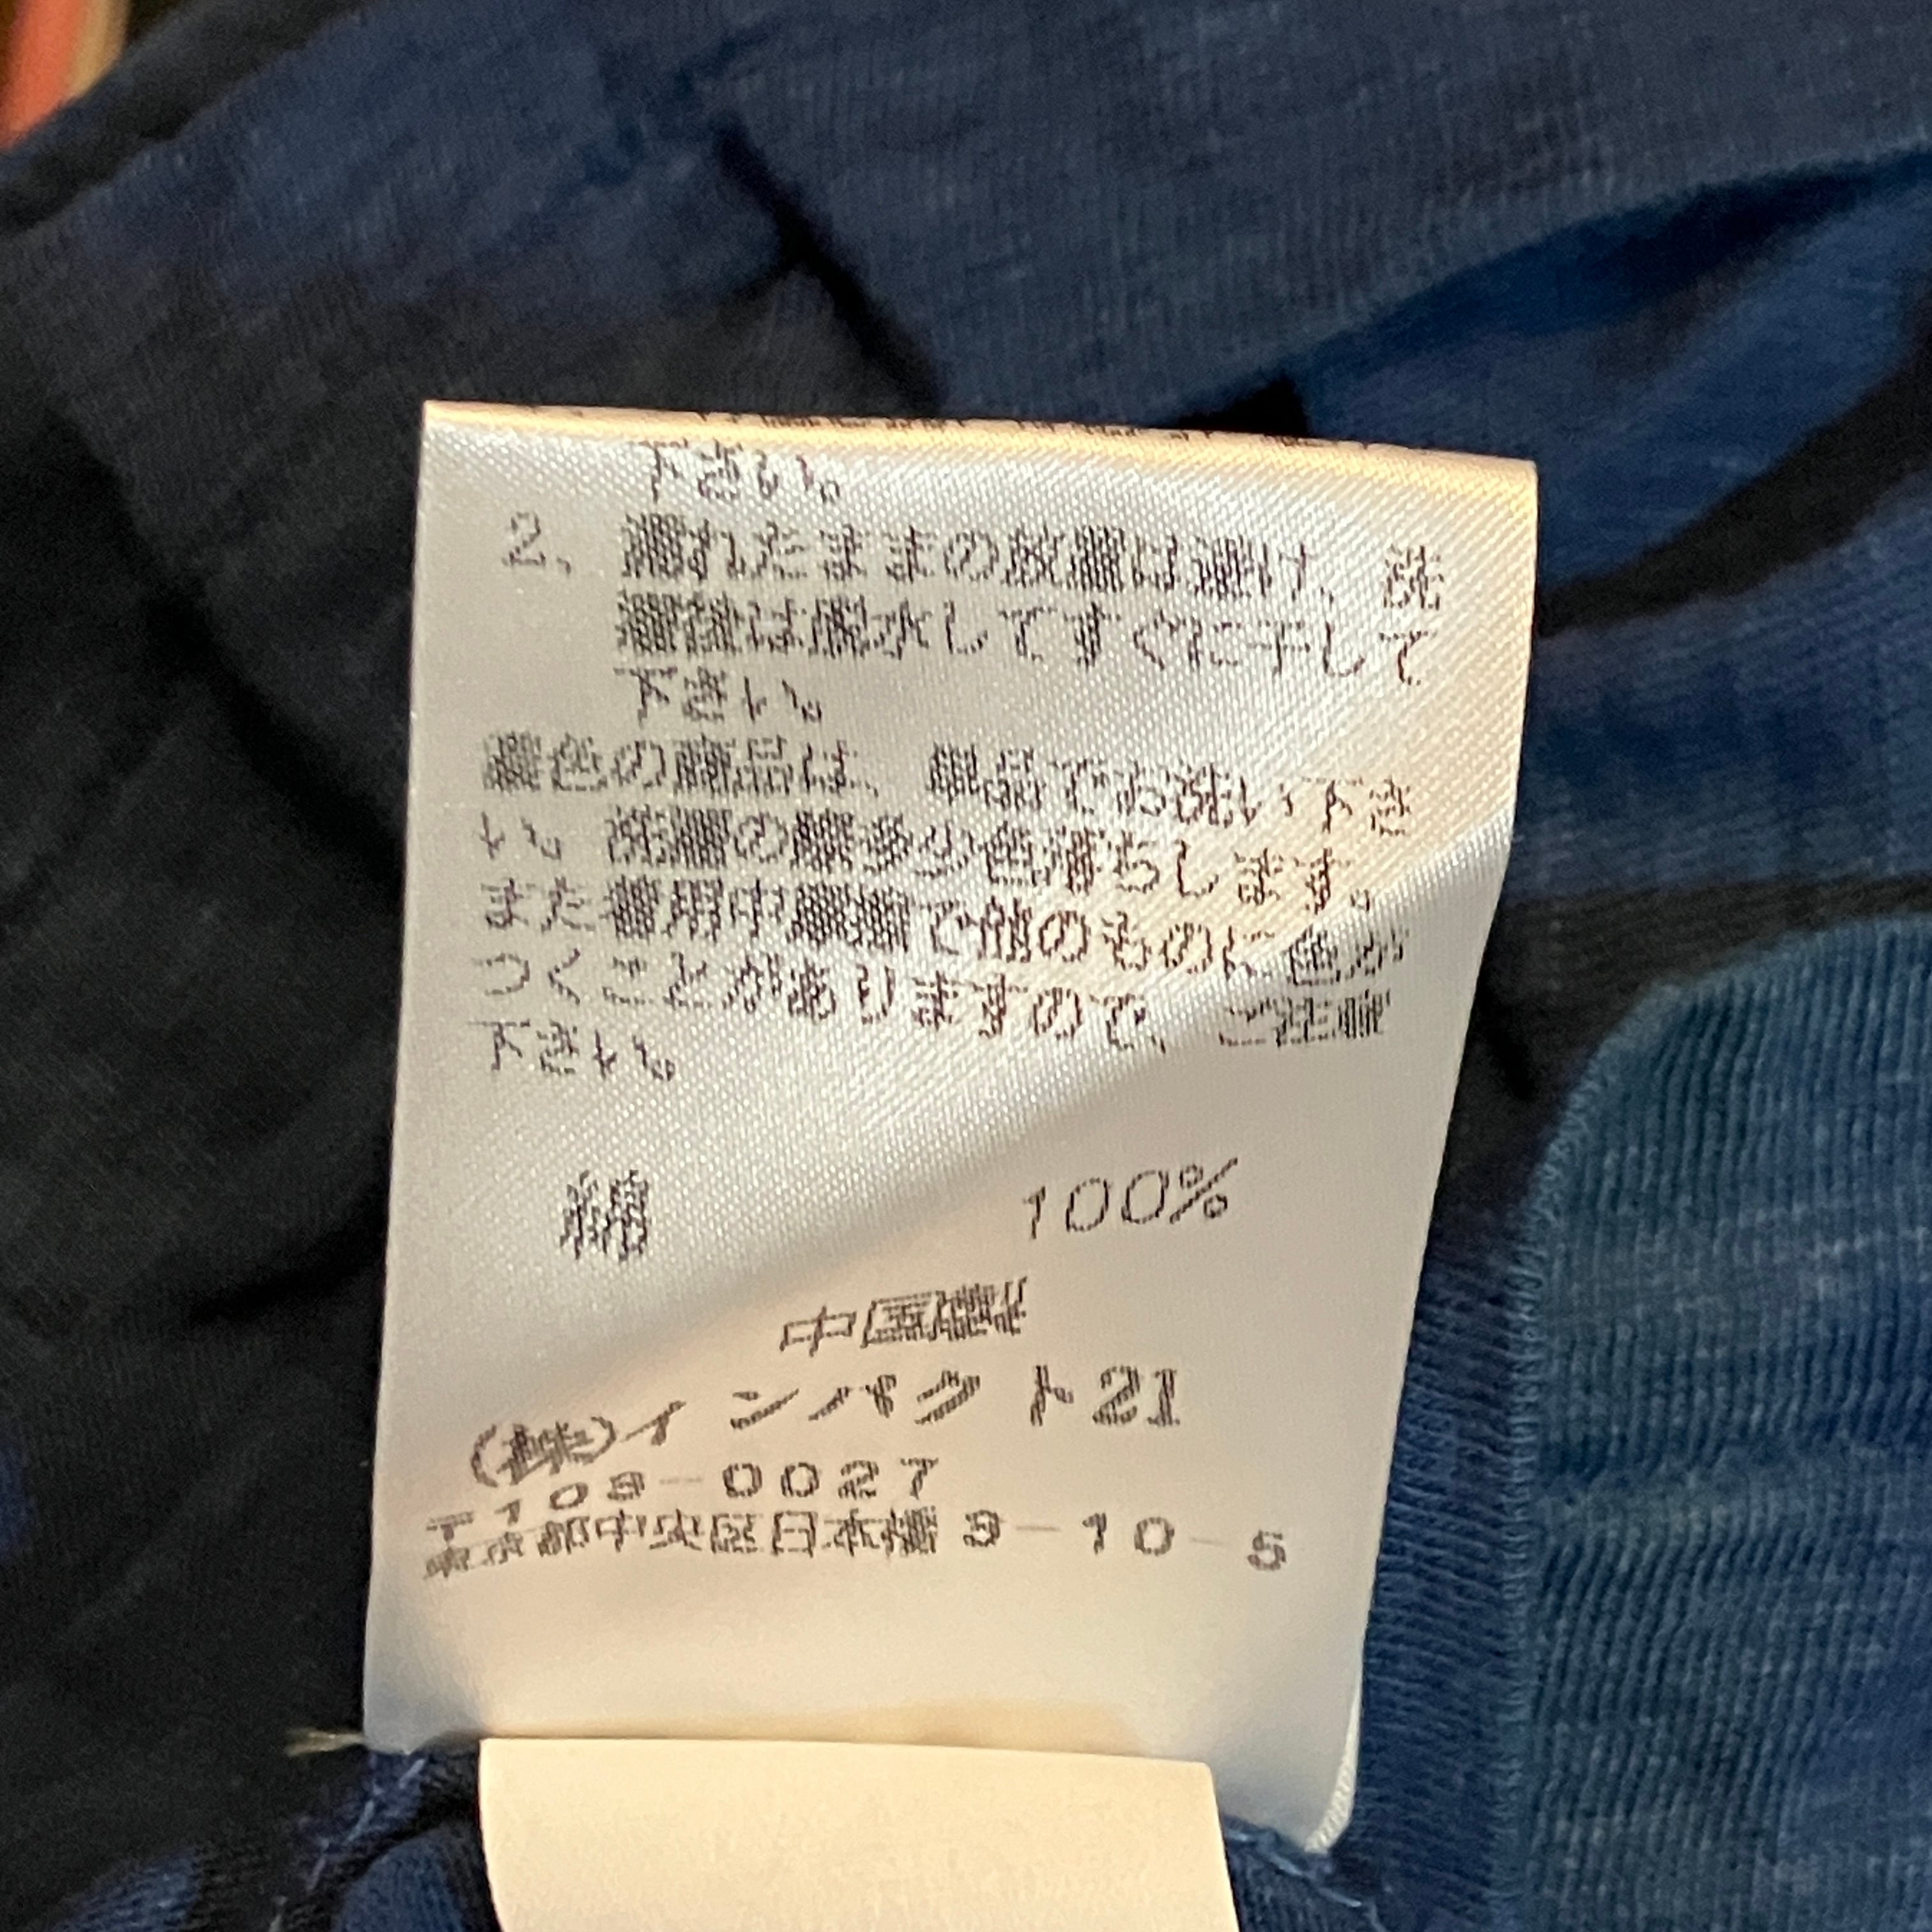 下さい。
2、濡れたままの放置は避け、洗
濯後は脱水してすぐに干して
下さい。
濃色の商品は、単品でお洗い下さ
い。洗濯の際多少色落ちします。
また着用中摩擦で他のものに色が
つくことがありますので、ご注意
下さい。
綿 100%
中国製
(株)インパクト21
〒103-0027
東京都中央区日本橋3-10-5